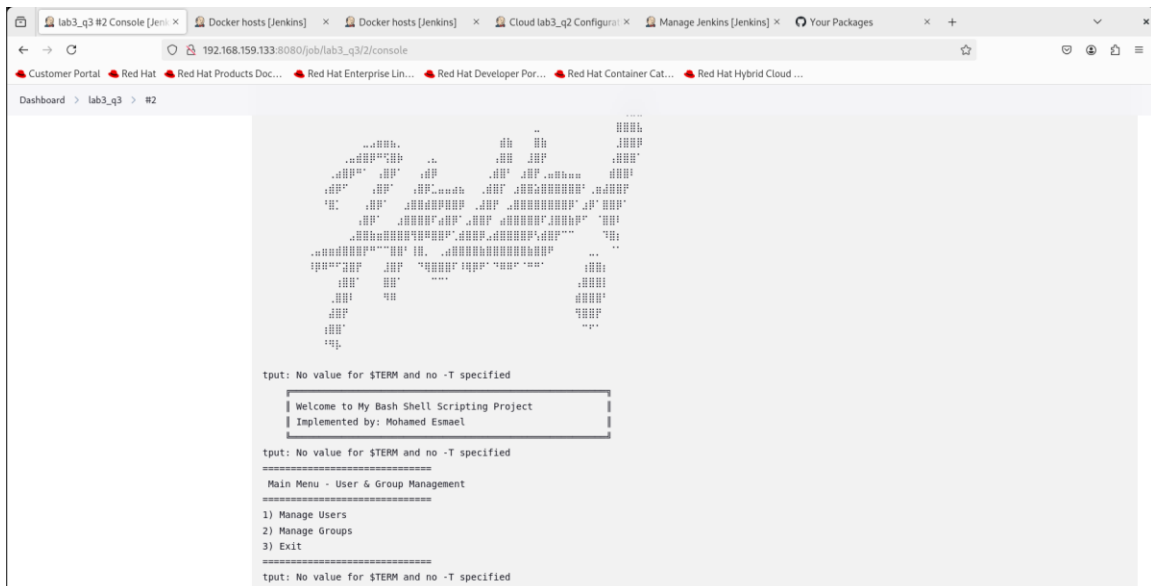 lab3_q3 #2 Console [Jenk
Docker hosts [Jenkins]
Docker hosts [Jenkins]
Cloud lab3_q2 Configurat
Manage Jenkins [Jenkins]
Your Packages
192.168.159.133:8080/job/lab3_q3/2/console
Customer Portal
Red Hat
Red Hat Products Doc...
Red Hat Enterprise Lin...
Red Hat Developer Por...
Red Hat Container Cat...
Red Hat Hybrid Cloud ...
Dashboard > lab3_q3 > #2
tput: No value for $TERM and no -T specified
Welcome to My Bash Shell Scripting Project
Implemented by: Mohamed Esmael
tput: No value for $TERM and no -T specified
==============================
Main Menu - User & Group Management
==============================
1) Manage Users
2) Manage Groups
3) Exit
==============================
tput: No value for $TERM and no -T specified